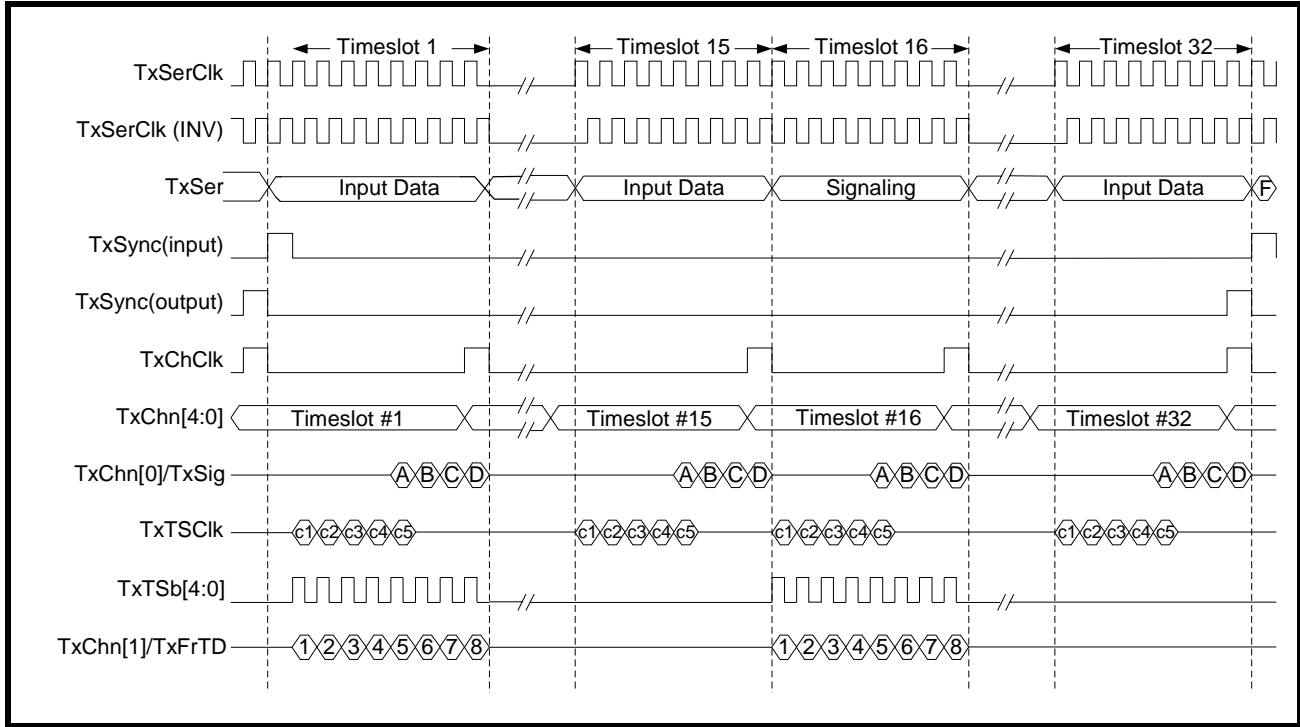 Timeslot 1 Timeslot 15 Timeslot 16 Timeslot 32
TxSerClk
TxSerClk (INV)
TxSer Input Data Input Data Signaling Input Data F
TxSync(input)
TxSync(output)
TxChClk
TxChn[4:0] Timeslot #1 Timeslot #15 Timeslot #16 Timeslot #32
TxChn[0]/TxSig A B C D A B C D A B C D A B C D
TxTSClk c1 c2 c3 c4 c5 c1 c2 c3 c4 c5 c1 c2 c3 c4 c5 c1 c2 c3 c4 c5
TxTSb[4:0]
TxChn[1]/TxFrTD 1 2 3 4 5 6 7 8 1 2 3 4 5 6 7 8